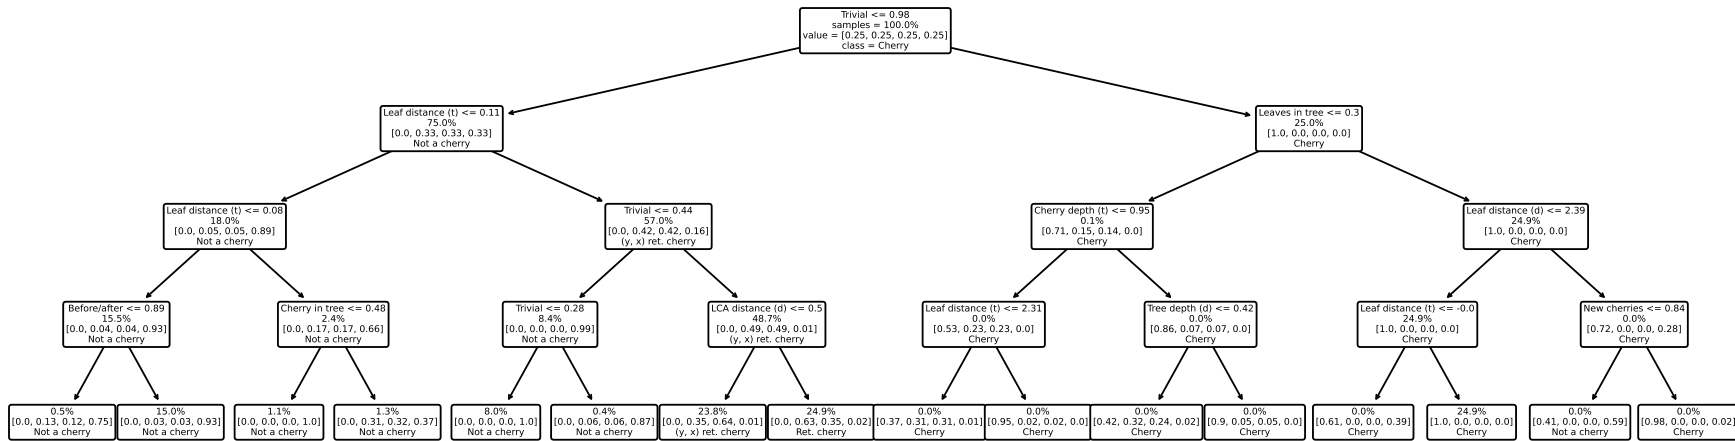 Trivial <= 0.98
samples = 100.0%
value = [0.25, 0.25, 0.25, 0.25]
class = Cherry
Leaf distance (t) <= 0.11
75.0%
[0.0, 0.33, 0.33, 0.33]
Not a cherry
Leaves in tree <= 0.3
25.0%
[1.0, 0.0, 0.0, 0.0]
Cherry
Leaf distance (t) <= 0.08
18.0%
[0.0, 0.05, 0.05, 0.89]
Not a cherry
Trivial <= 0.44
57.0%
[0.0, 0.42, 0.42, 0.16]
(y, x) ret. cherry
Cherry depth (t) <= 0.95
0.1%
[0.71, 0.15, 0.14, 0.0]
Cherry
Leaf distance (d) <= 2.39
24.9%
[1.0, 0.0, 0.0, 0.0]
Cherry
Before/after <= 0.89
15.5%
[0.0, 0.04, 0.04, 0.93]
Not a cherry
Cherry in tree <= 0.48
2.4%
[0.0, 0.17, 0.17, 0.66]
Not a cherry
Trivial <= 0.28
8.4%
[0.0, 0.0, 0.0, 0.99]
Not a cherry
LCA distance (d) <= 0.5
48.7%
[0.0, 0.49, 0.49, 0.01]
(y, x) ret. cherry
Leaf distance (t) <= 2.31
0.0%
[0.53, 0.23, 0.23, 0.0]
Cherry
Tree depth (d) <= 0.42
0.0%
[0.86, 0.07, 0.07, 0.0]
Cherry
Leaf distance (t) <= -0.0
24.9%
[1.0, 0.0, 0.0, 0.0]
Cherry
New cherries <= 0.84
0.0%
[0.72, 0.0, 0.0, 0.28]
Cherry
0.5%
[0.0, 0.13, 0.12, 0.75]
Not a cherry
15.0%
[0.0, 0.03, 0.03, 0.93]
Not a cherry
1.1%
[0.0, 0.0, 0.0, 1.0]
Not a cherry
1.3%
[0.0, 0.31, 0.32, 0.37]
Not a cherry
8.0%
[0.0, 0.0, 0.0, 1.0]
Not a cherry
0.4%
[0.0, 0.06, 0.06, 0.87]
Not a cherry
23.8%
[0.0, 0.35, 0.64, 0.01]
(y, x) ret. cherry
24.9%
[0.0, 0.63, 0.35, 0.02]
Ret. cherry
0.0%
[0.37, 0.31, 0.31, 0.01]
Cherry
0.0%
[0.95, 0.02, 0.02, 0.0]
Cherry
0.0%
[0.42, 0.32, 0.24, 0.02]
Cherry
0.0%
[0.9, 0.05, 0.05, 0.0]
Cherry
0.0%
[0.61, 0.0, 0.0, 0.39]
Cherry
24.9%
[1.0, 0.0, 0.0, 0.0]
Cherry
0.0%
[0.41, 0.0, 0.0, 0.59]
Not a cherry
0.0%
[0.98, 0.0, 0.0, 0.02]
Cherry